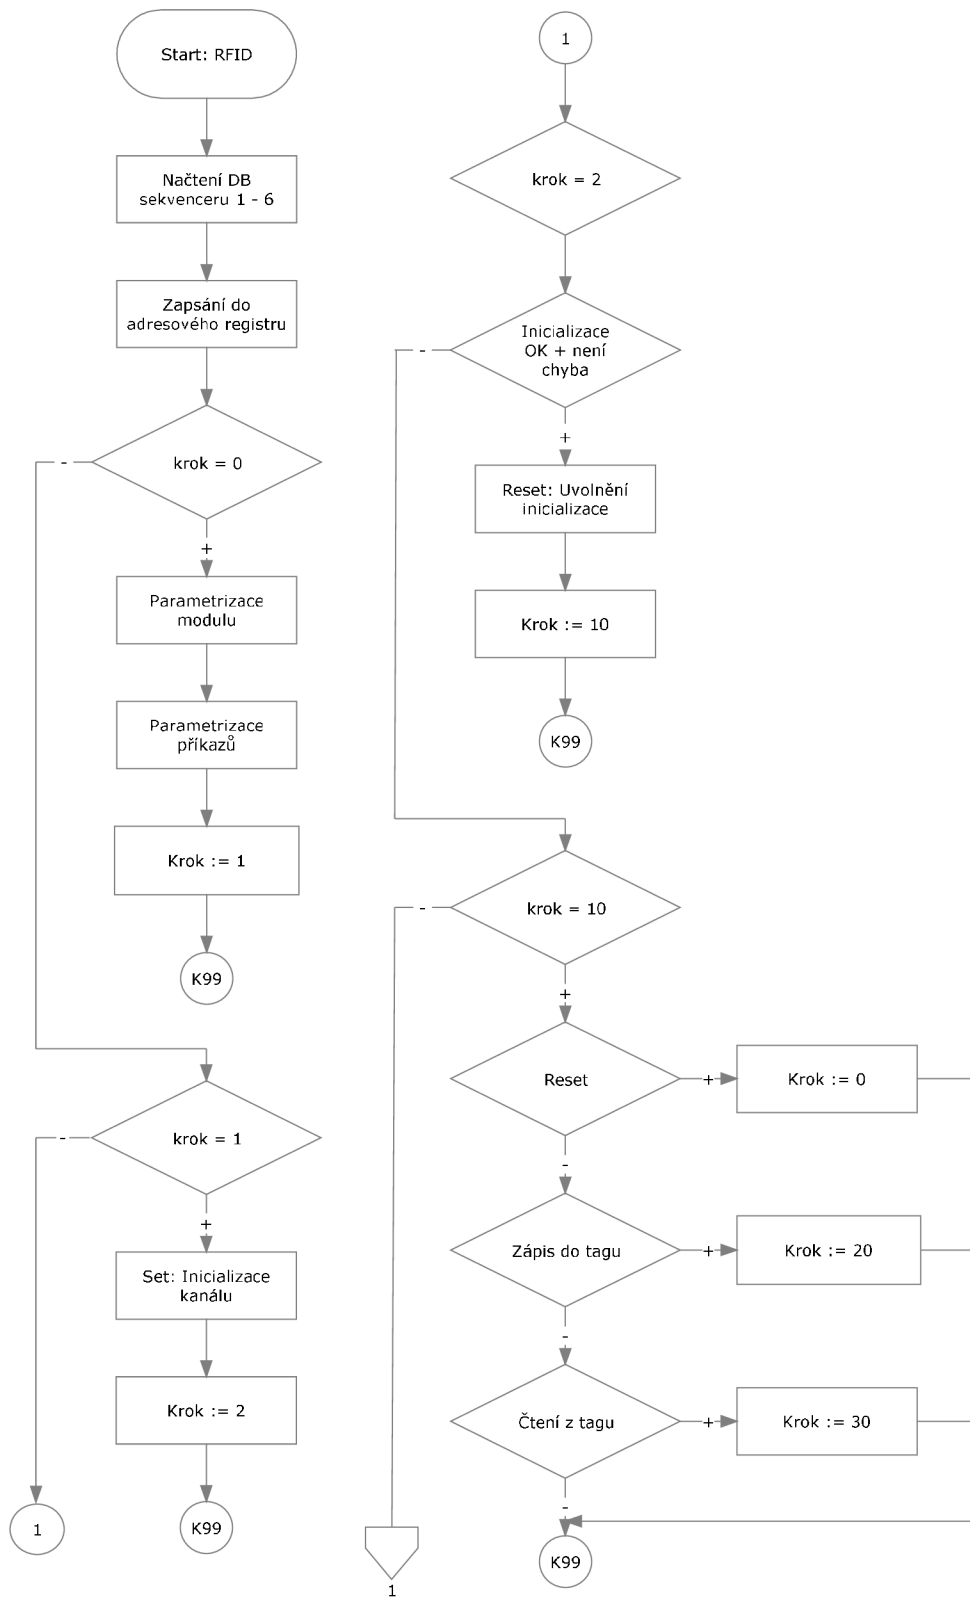 Start: RFID
Načtení DB
sekvenceru 1 - 6
Zapsání do
adresového registru
krok = 0
-
+
Parametrizace
modulu
Parametrizace
příkazů
Krok := 1
K99
krok = 1
-
+
Set: Inicializace
kanálu
Krok := 2
K99
1
1
krok = 2
Inicializace
OK + není
chyba
-
+
Reset: Uvolnění
inicializace
Krok := 10
K99
krok = 10
-
+
Reset
+
Krok := 0
-
Zápis do tagu
+
Krok := 20
-
Čtení z tagu
+
Krok := 30
-
K99
1